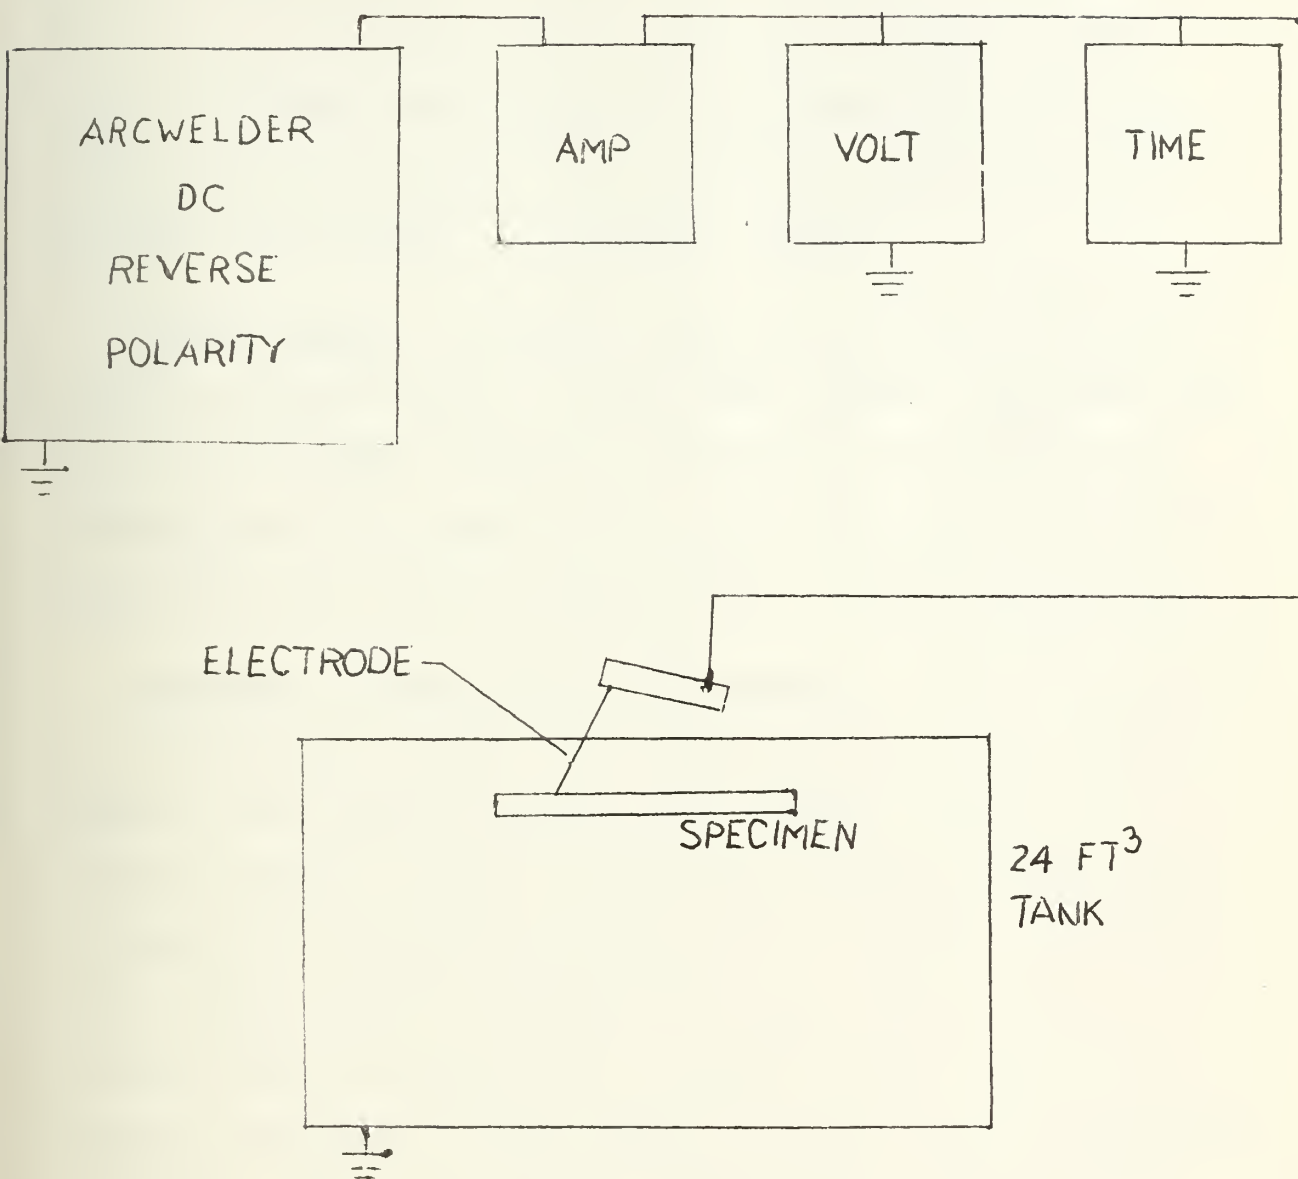 ARCWELDER
DC
REVERSE
POLARITY
AMP
VOLT
TIME
ELECTRODE
SPECIMEN
24 FT³
TANK